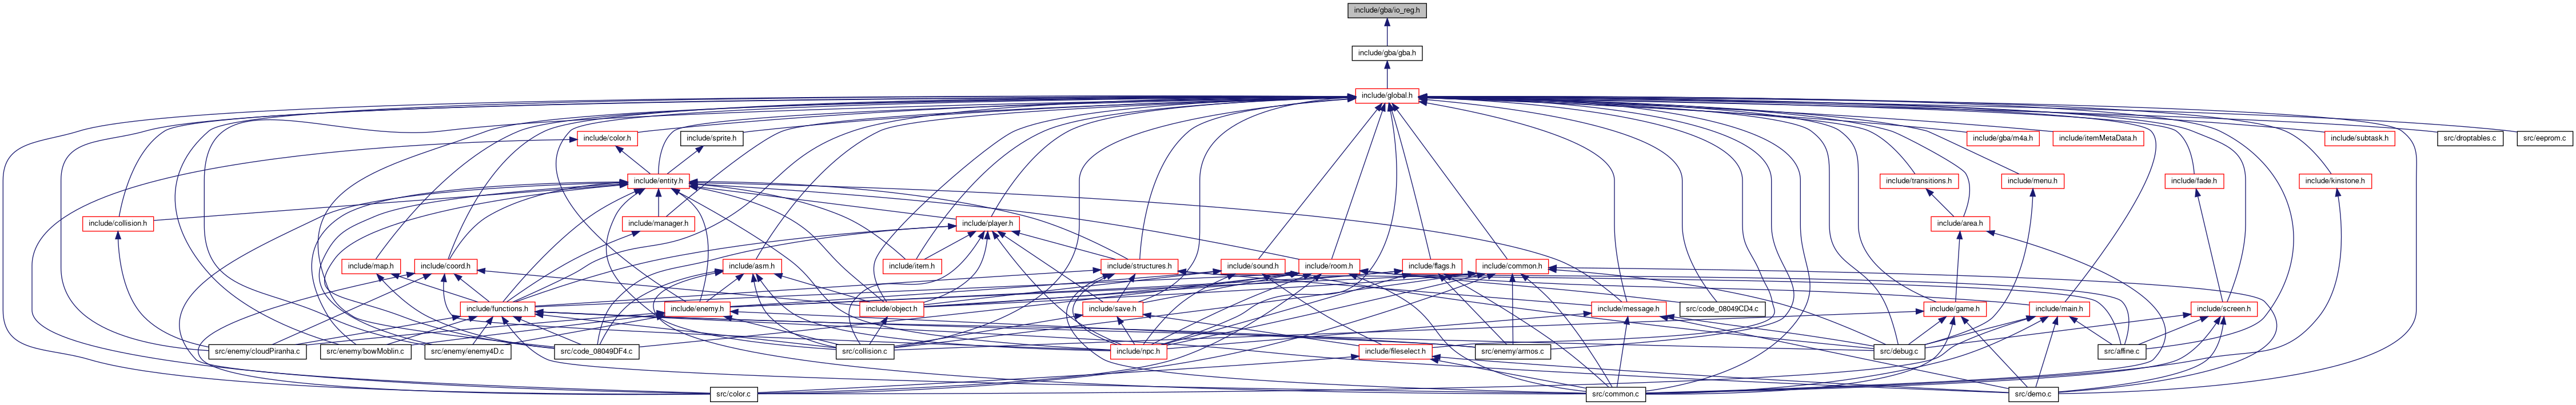 include/gba/io_reg.h
include/gba/gba.h
include/global.h
include/color.h
include/sprite.h
include/gba/m4a.h
include/itemMetaData.h
include/subtask.h
src/droptables.c
src/eeprom.c
include/entity.h
include/transitions.h
include/menu.h
include/fade.h
include/kinstone.h
include/collision.h
include/manager.h
include/player.h
include/area.h
include/map.h
include/coord.h
include/asm.h
include/item.h
include/structures.h
include/sound.h
include/room.h
include/flags.h
include/common.h
include/functions.h
include/enemy.h
include/object.h
include/save.h
include/message.h
src/code_08049CD4.c
include/game.h
include/main.h
include/screen.h
src/enemy/cloudPiranha.c
src/enemy/bowMoblin.c
src/enemy/enemy4D.c
src/code_08049DF4.c
src/collision.c
include/npc.h
include/fileselect.h
src/enemy/armos.c
src/debug.c
src/affine.c
src/color.c
src/common.c
src/demo.c